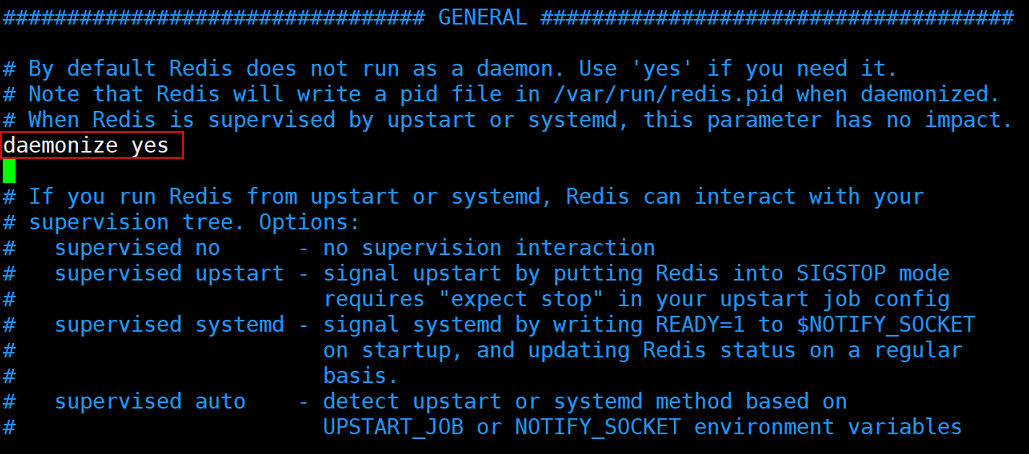 ################################# GENERAL #####################################
# By default Redis does not run as a daemon. Use 'yes' if you need it.
# Note that Redis will write a pid file in /var/run/redis.pid when daemonized.
# When Redis is supervised by upstart or systemd, this parameter has no impact.
daemonize yes
# If you run Redis from upstart or systemd, Redis can interact with your
# supervision tree. Options:
#   supervised no      - no supervision interaction
#   supervised upstart - signal upstart by putting Redis into SIGSTOP mode
#                        requires "expect stop" in your upstart job config
#   supervised systemd - signal systemd by writing READY=1 to $NOTIFY_SOCKET
#                        on startup, and updating Redis status on a regular
#                        basis.
#   supervised auto    - detect upstart or systemd method based on
#                        UPSTART_JOB or NOTIFY_SOCKET environment variables